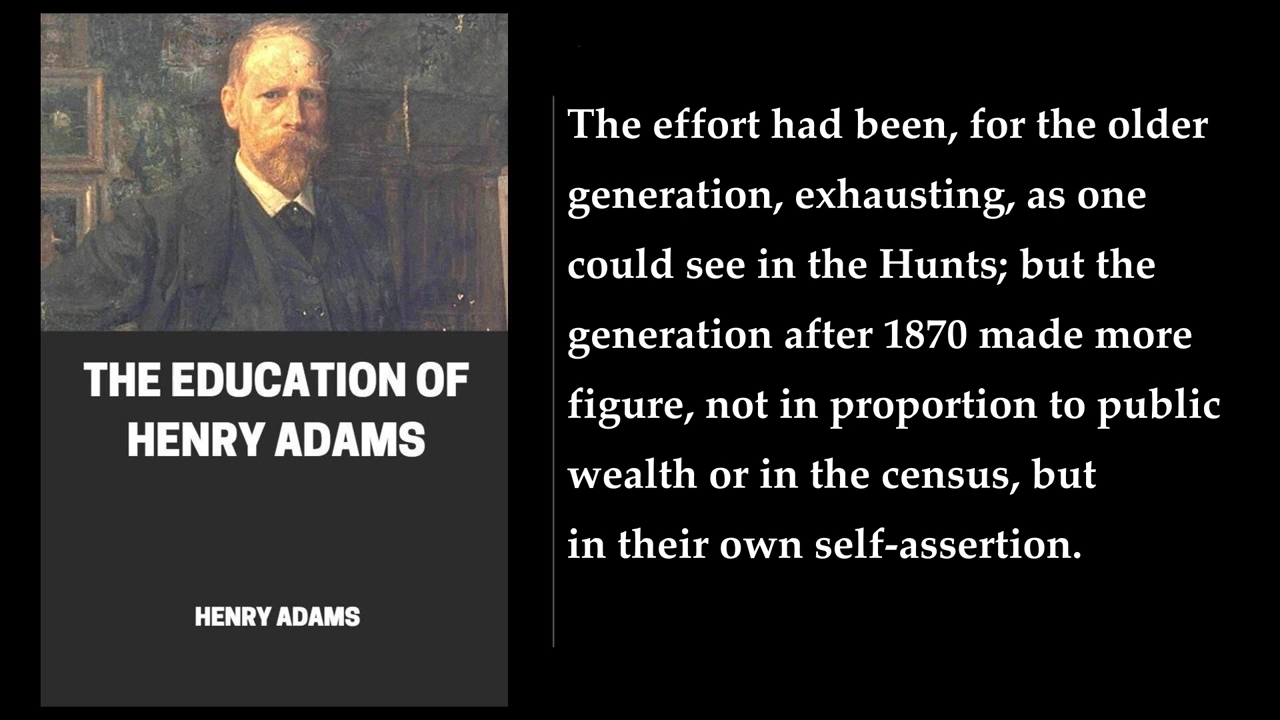 THE EDUCATION OF
HENRY ADAMS
HENRY ADAMS
The effort had been, for the older
generation, exhausting, as one
could see in the Hunts; but the
generation after 1870 made more
figure, not in proportion to public
wealth or in the census, but
in their own self-assertion.